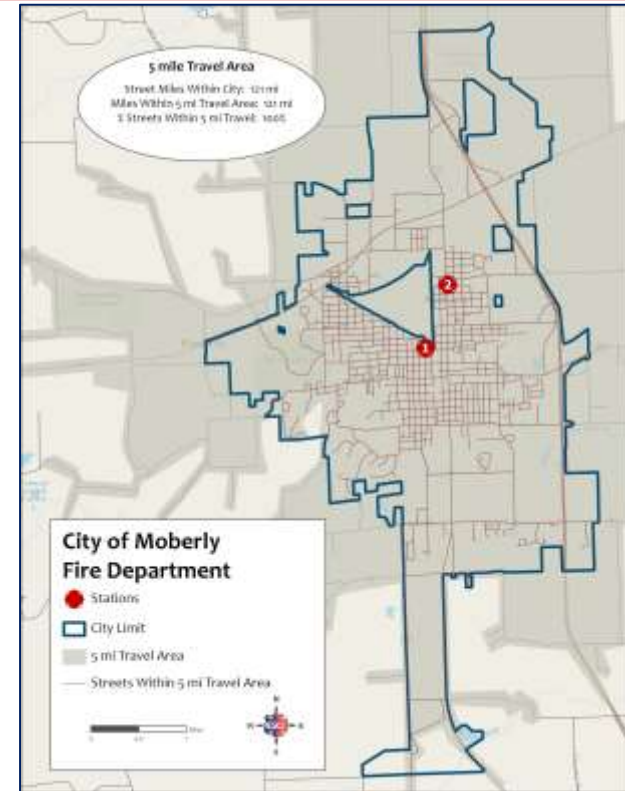 5 mile Travel Area
Street Miles Within City: 121 mi
Miles Within 5 mi Travel Area: 121 mi
% Streets Within 5 mi Travel: 100%
2
1
City of Moberly
Fire Department
Stations
City Limit
5 mi Travel Area
Streets Within 5 mi Travel Area
N
W
E
S